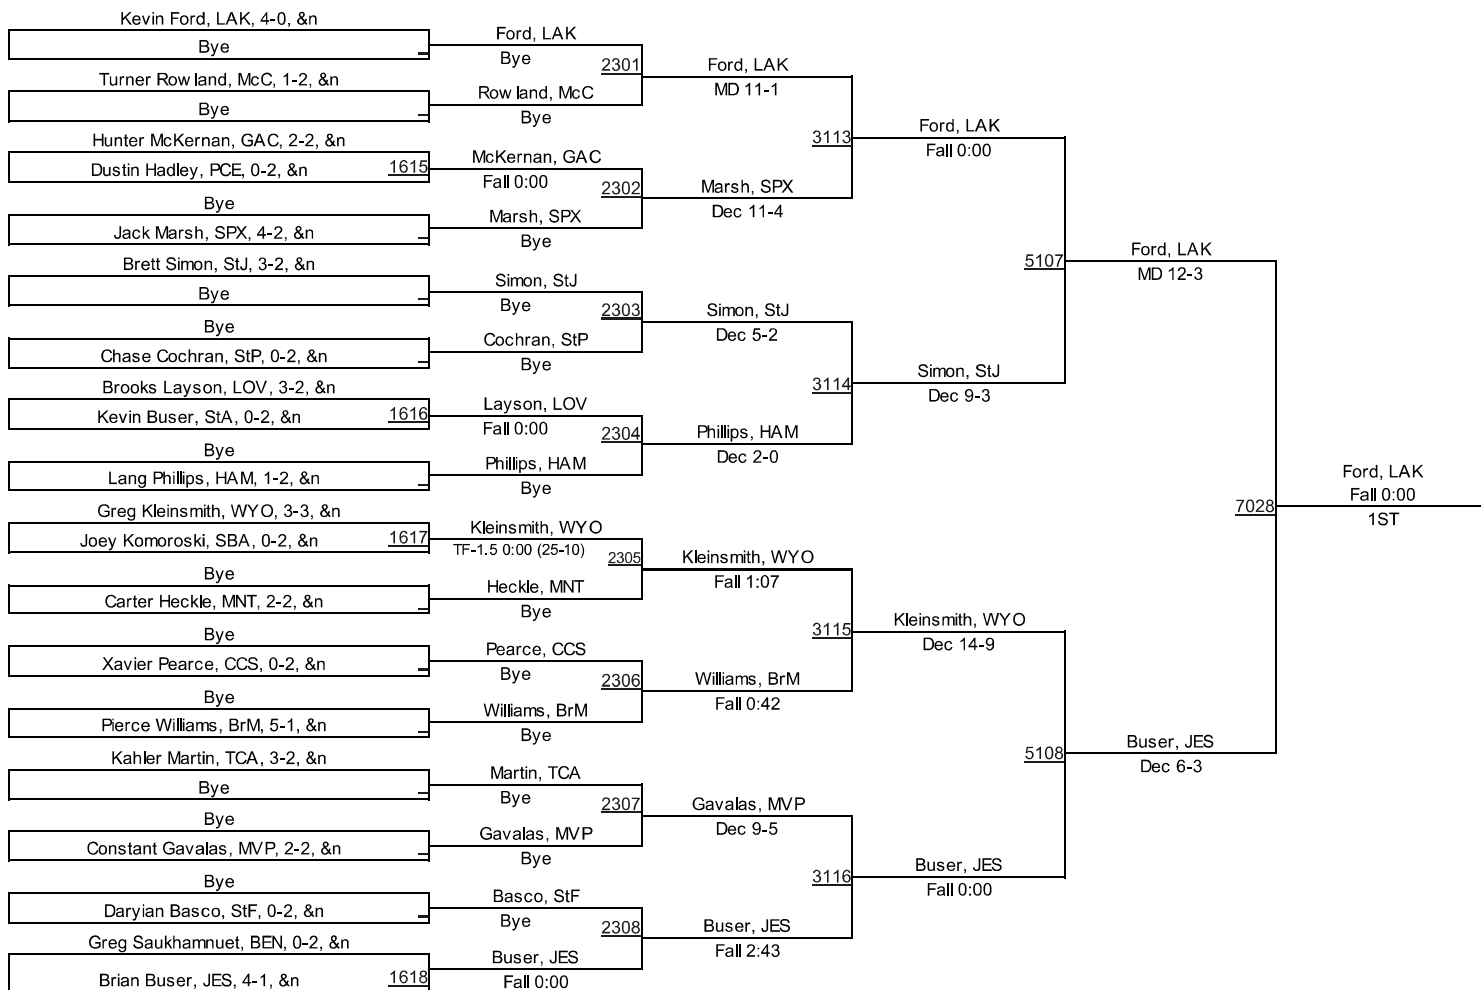 Kevin Ford, LAK, 4-0, &n
Bye
Turner Rowland, McC, 1-2, &n
Bye
Hunter McKernan, GAC, 2-2, &n
Dustin Hadley, PCE, 0-2, &n
1615
Bye
Jack Marsh, SPX, 4-2, &n
Brett Simon, StJ, 3-2, &n
Bye
Bye
Chase Cochran, StP, 0-2, &n
Brooks Layson, LOV, 3-2, &n
Kevin Buser, StA, 0-2, &n
1616
Bye
Lang Phillips, HAM, 1-2, &n
Greg Kleinsmith, WYO, 3-3, &n
Joey Komoroski, SBA, 0-2, &n
1617
Bye
Carter Heckle, MNT, 2-2, &n
Bye
Xavier Pearce, CCS, 0-2, &n
Bye
Pierce Williams, BrM, 5-1, &n
Kahler Martin, TCA, 3-2, &n
Bye
Bye
Constant Gavalas, MVP, 2-2, &n
Bye
Daryian Basco, StF, 0-2, &n
Greg Saukhamnuet, BEN, 0-2, &n
Brian Buser, JES, 4-1, &n
1618
Ford, LAK
Bye
2301
Rowland, McC
Bye
McKernan, GAC
Fall 0:00
2302
Marsh, SPX
Bye
Simon, StJ
Bye
2303
Cochran, StP
Bye
Layson, LOV
Fall 0:00
2304
Phillips, HAM
Bye
Kleinsmith, WYO
TF-1.5 0:00 (25-10)
2305
Heckle, MNT
Bye
Pearce, CCS
Bye
2306
Williams, BrM
Bye
Martin, TCA
Bye
2307
Gavalas, MVP
Bye
Basco, StF
Bye
2308
Buser, JES
Fall 0:00
Ford, LAK
MD 11-1
3113
Marsh, SPX
Dec 11-4
Simon, StJ
Dec 5-2
3114
Phillips, HAM
Dec 2-0
Kleinsmith, WYO
Fall 1:07
3115
Williams, BrM
Fall 0:42
Gavalas, MVP
Dec 9-5
3116
Buser, JES
Fall 2:43
Ford, LAK
Fall 0:00
5107
Simon, StJ
Dec 9-3
Kleinsmith, WYO
Dec 14-9
5108
Buser, JES
Fall 0:00
Ford, LAK
MD 12-3
7028
Buser, JES
Dec 6-3
Ford, LAK
Fall 0:00
1ST